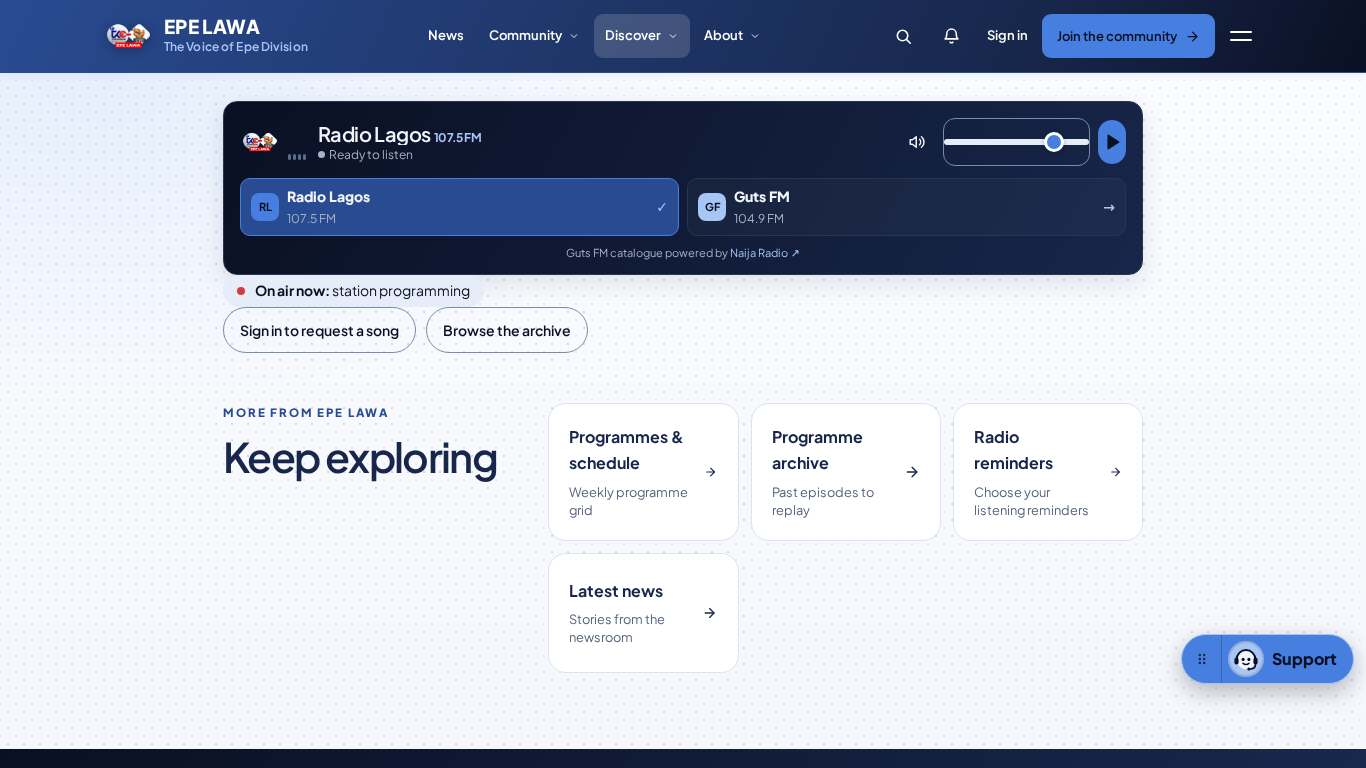 EPE LAWA
The Voice of Epe Division
News
Community
Discover
About
Sign in
Join the community →
Radio Lagos 107.5 FM
Ready to listen
RL
Radio Lagos
107.5 FM
✓
GF
Guts FM
104.9 FM
→
Guts FM catalogue powered by Naija Radio ↗
On air now: station programming
Sign in to request a song
Browse the archive
MORE FROM EPE LAWA
Keep exploring
Programmes &
schedule
Weekly programme
grid
→
Programme
archive
Past episodes to
replay
→
Radio
reminders
Choose your
listening reminders
→
Latest news
Stories from the
newsroom
→
Support